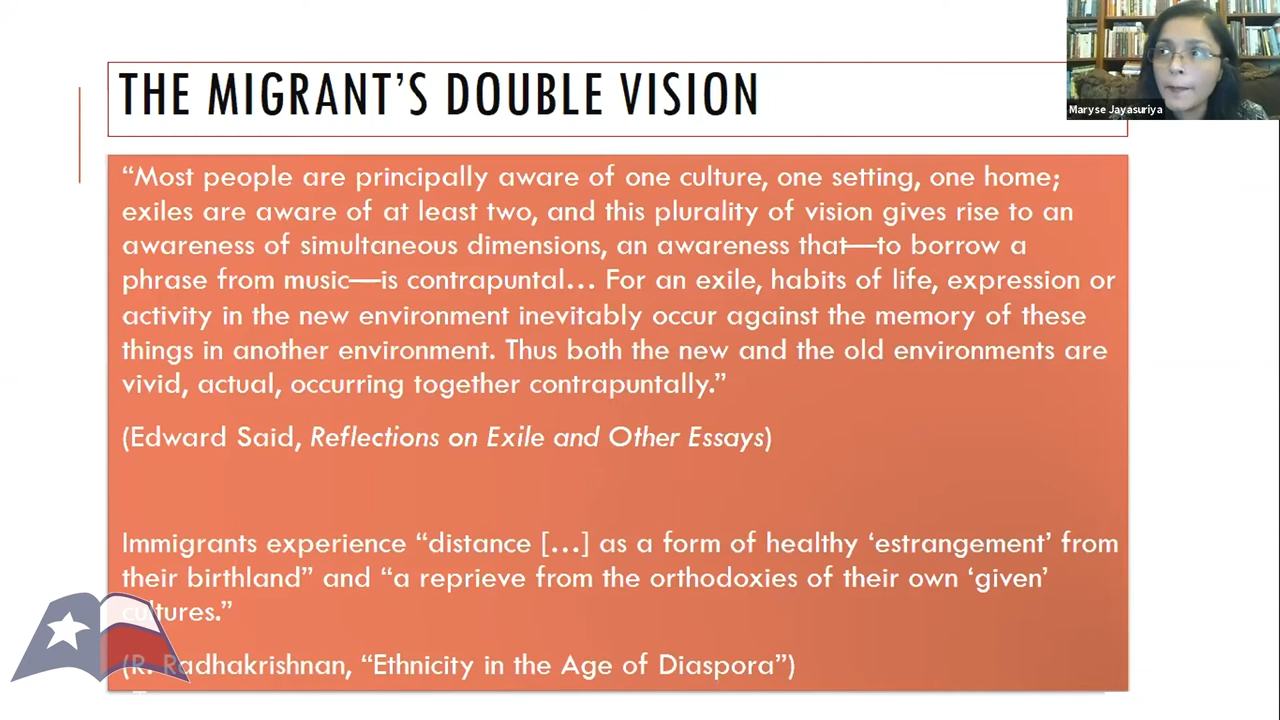 THE MIGRANT'S DOUBLE VISION
Maryse Jayasuriya
“Most people are principally aware of one culture, one setting, one home;
exiles are aware of at least two, and this plurality of vision gives rise to an
awareness of simultaneous dimensions, an awareness that—to borrow a
phrase from music—is contrapuntal… For an exile, habits of life, expression or
activity in the new environment inevitably occur against the memory of these
things in another environment. Thus both the new and the old environments are
vivid, actual, occurring together contrapuntally.”
(Edward Said, Reflections on Exile and Other Essays)
Immigrants experience “distance […] as a form of healthy ‘estrangement’ from
their birthland” and “a reprieve from the orthodoxies of their own ‘given’
cultures.”
(R. Radhakrishnan, “Ethnicity in the Age of Diaspora”)